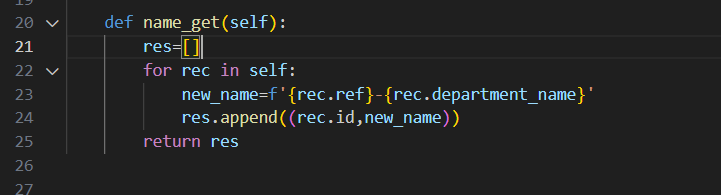 20 def name_get(self):
21 res=[]
22 for rec in self:
23 new_name=f'{rec.ref}-{rec.department_name}'
24 res.append((rec.id,new_name))
25 return res
26
27